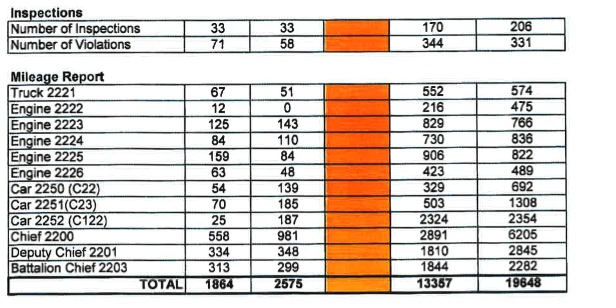 Inspections
Number of Inspections 33 33 170 206
Number of Violations 71 58 344 331
Mileage Report
Truck 2221 67 51 552 574
Engine 2222 12 0 216 475
Engine 2223 125 143 829 766
Engine 2224 84 110 730 836
Engine 2225 159 84 906 822
Engine 2226 63 48 423 489
Car 2250 (C22) 54 139 329 692
Car 2251(C23) 70 185 503 1308
Car 2252 (C122) 25 187 2324 2354
Chief 2200 558 981 2891 6205
Deputy Chief 2201 334 348 1810 2845
Battalion Chief 2203 313 299 1844 2282
TOTAL 1864 2575 13357 19648